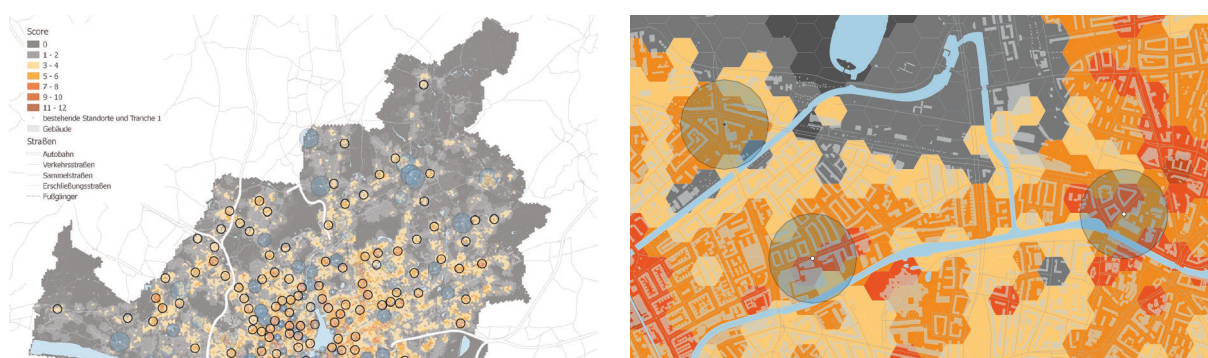 Score
0
1 - 2
3 - 4
5 - 6
7 - 8
9 - 10
11 - 12
bestehende Standorte und Tranche 1
Gebäude
Straßen
Autobahn
Verkehrsstraßen
Sammelstraßen
Erschließungsstraßen
Fußgänger